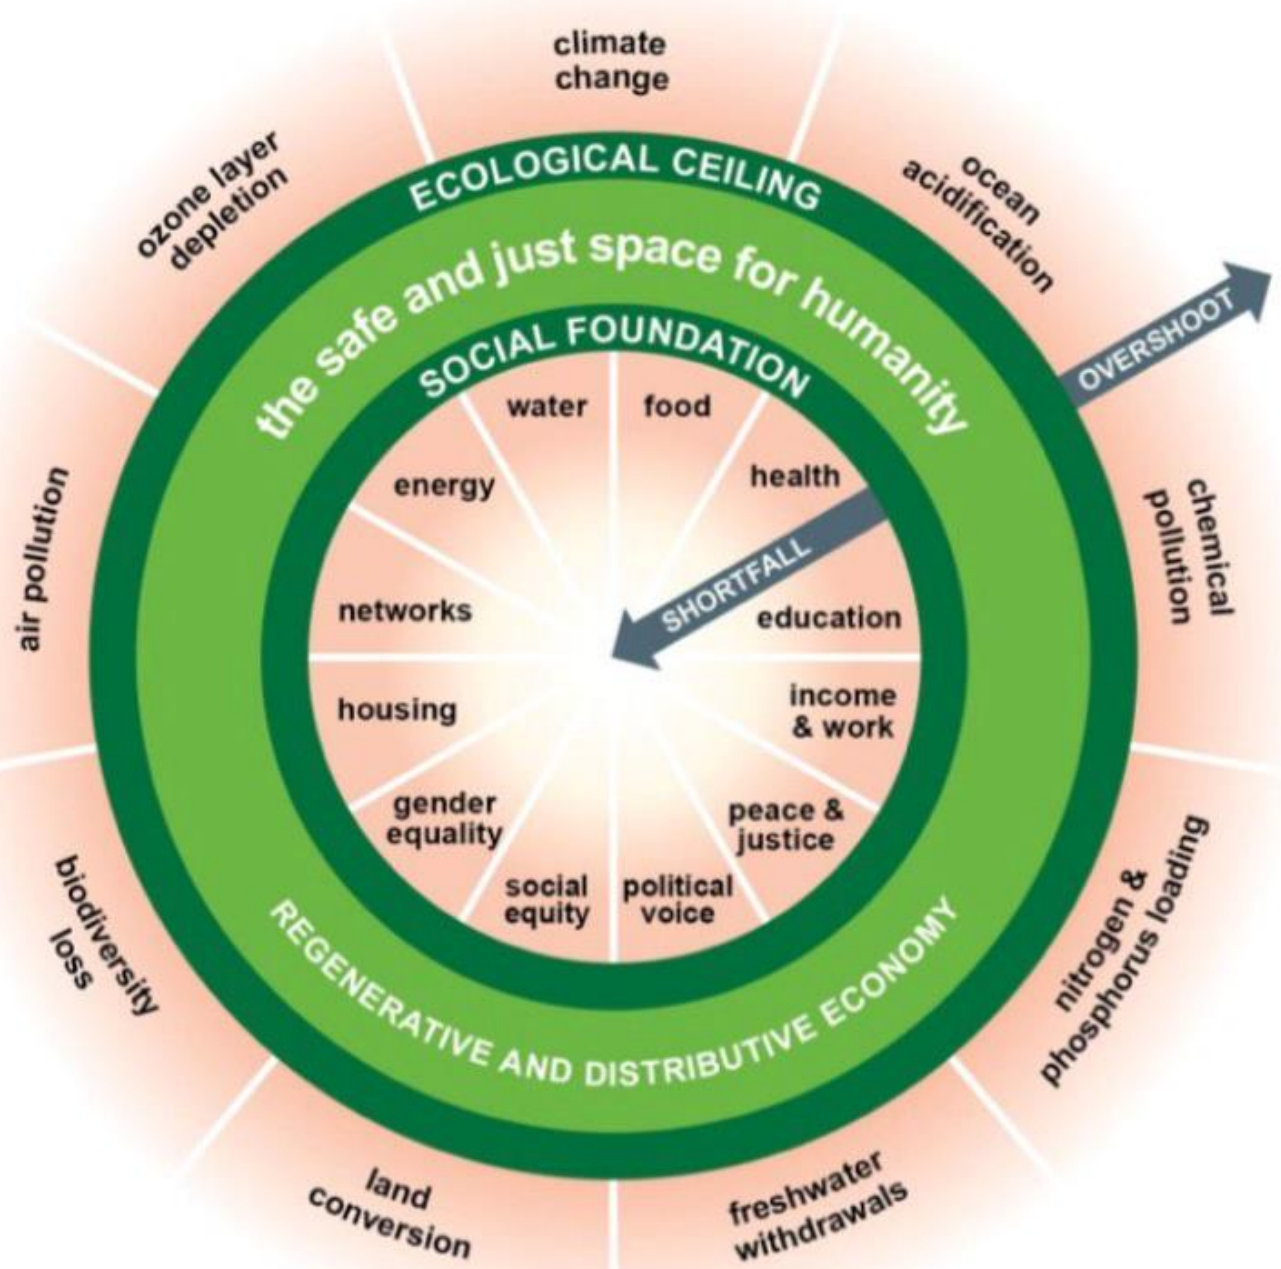 climate
change
ocean
acidification
chemical
pollution
nitrogen &
phosphorus loading
freshwater
withdrawals
land
conversion
biodiversity
loss
air pollution
ozone layer
depletion
OVERSHOOT
ECOLOGICAL CEILING
the safe and just space for humanity
SOCIAL FOUNDATION
water
food
health
SHORTFALL
education
income
& work
peace &
justice
political
voice
social
equity
gender
equality
housing
networks
energy
REGENERATIVE AND DISTRIBUTIVE ECONOMY